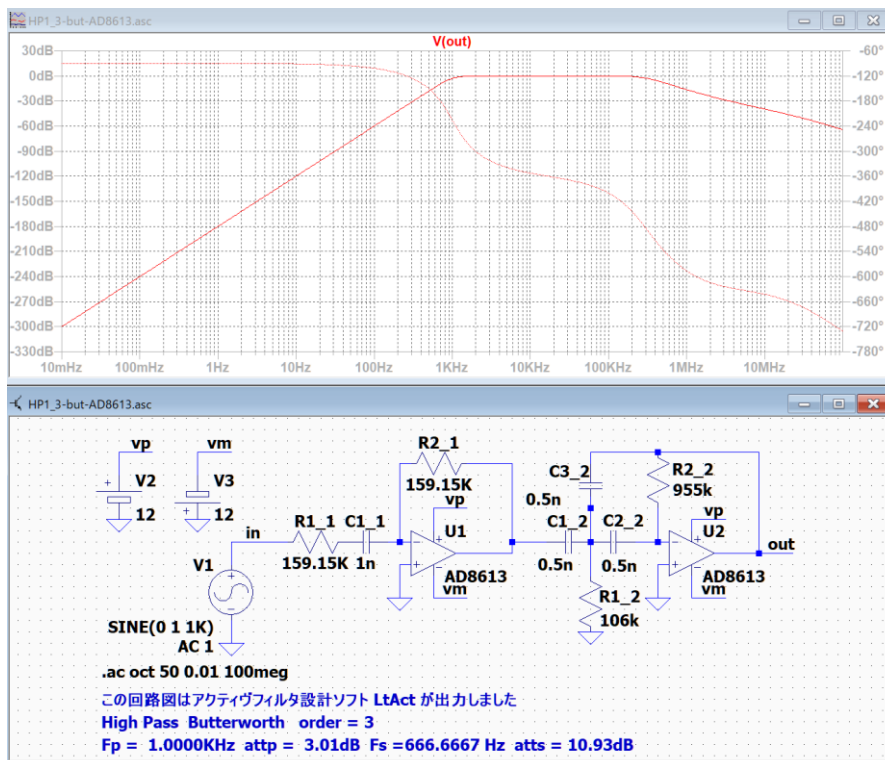 HP1_3-but-AD8613.asc
V(out)
30dB
0dB
-30dB
-60dB
-90dB
-120dB
-150dB
-180dB
-210dB
-240dB
-270dB
-300dB
-330dB
-60°
-120°
-180°
-240°
-300°
-360°
-420°
-480°
-540°
-600°
-660°
-720°
-780°
10mHz 100mHz 1Hz 10Hz 100Hz 1KHz 10KHz 100KHz 1MHz 10MHz
HP1_3-but-AD8613.asc
vp
V2
12
vm
V3
12
in
V1
SINE(0 1 1K)
AC 1
R1_1
159.15K
C1_1
1n
R2_1
159.15K
vp
U1
AD8613
vm
C3_2
0.5n
C1_2
0.5n
C2_2
0.5n
R1_2
106k
R2_2
955k
vp
U2
AD8613
vm
out
.ac oct 50 0.01 100meg
この回路図はアクティヴフィルタ設計ソフト LtAct が出力しました
High Pass Butterworth order = 3
Fp = 1.0000KHz attp = 3.01dB Fs =666.6667 Hz atts = 10.93dB